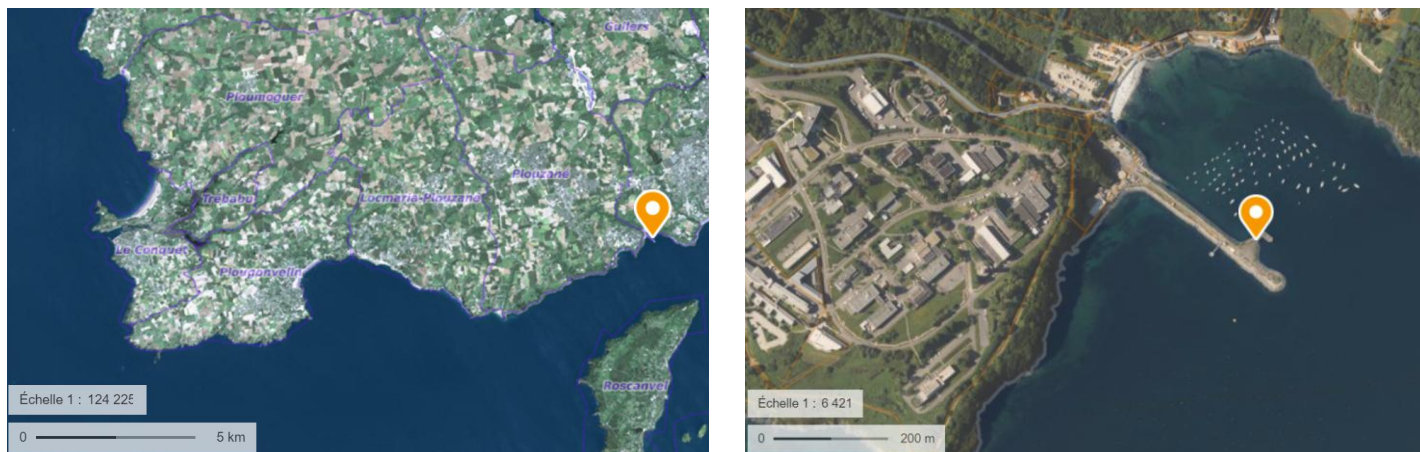 Guilers
Ploumoguer
Plouzané
Trébabu
Locmaria-Plouzané
Le Conquet
Plougonvelin
Roscanvel
Échelle 1 : 124 225
0 5 km
Échelle 1 : 6 421
0 200 m